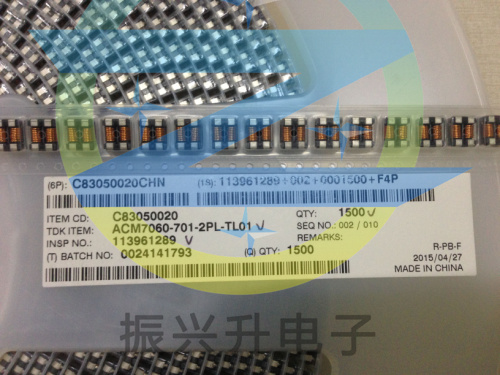 (6P): C83050020CHN (1S): 113961289+002+0001500+F4P
ITEM CD: C83050020 QTY: 1500 √
TDK ITEM: ACM7060-701-2PL-TL01 √ SEQ NO.: 002 / 010
INSP NO.: 113961289 √ REMARKS:
(T) BATCH NO: 0024141793 (Q) QTY: 1500
R-PB-F
2015/04/27
MADE IN CHINA
振兴升电子